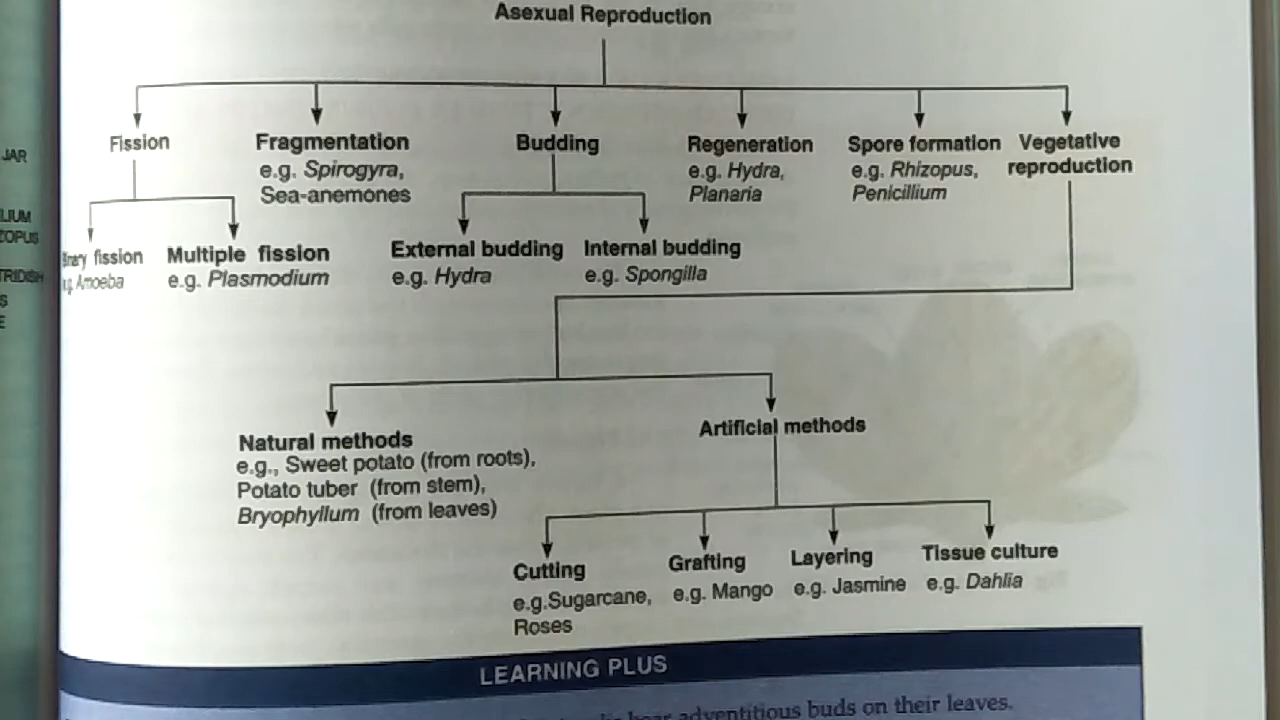 Asexual Reproduction
Fission
Fragmentation
e.g. Spirogyra,
Sea-anemones
Budding
Regeneration
e.g. Hydra,
Planaria
Spore formation
e.g. Rhizopus,
Penicillium
Vegetative
reproduction
fission
Amoeba
Multiple fission
e.g. Plasmodium
External budding
e.g. Hydra
Internal budding
e.g. Spongilla
Natural methods
e.g., Sweet potato (from roots),
Potato tuber (from stem),
Bryophyllum (from leaves)
Artificial methods
Cutting
e.g.Sugarcane,
Roses
Grafting
e.g. Mango
Layering
e.g. Jasmine
Tissue culture
e.g. Dahlia
LEARNING PLUS
adventitious buds on their leaves.
JAR